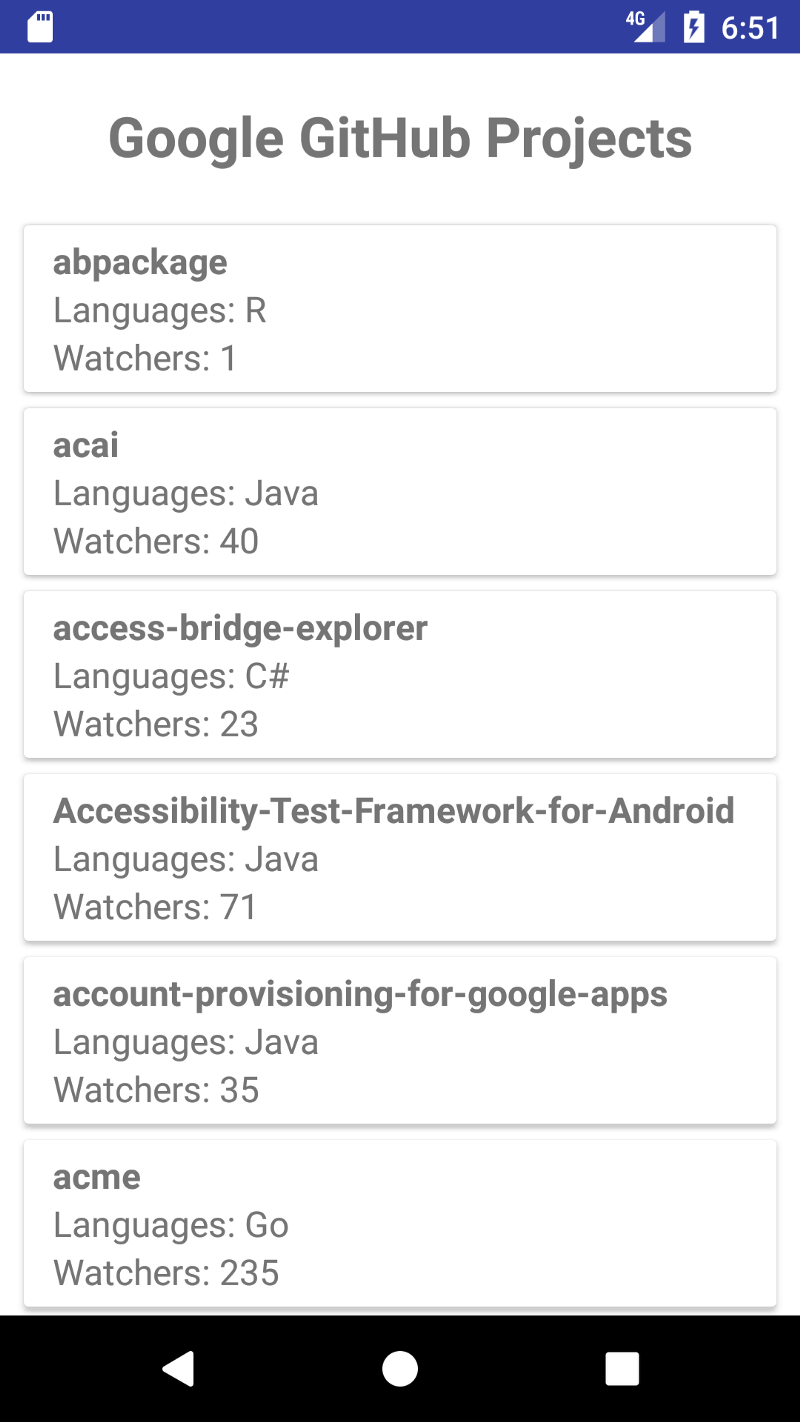 4G 6:51
Google GitHub Projects
abpackage
Languages: R
Watchers: 1
acai
Languages: Java
Watchers: 40
access-bridge-explorer
Languages: C#
Watchers: 23
Accessibility-Test-Framework-for-Android
Languages: Java
Watchers: 71
account-provisioning-for-google-apps
Languages: Java
Watchers: 35
acme
Languages: Go
Watchers: 235